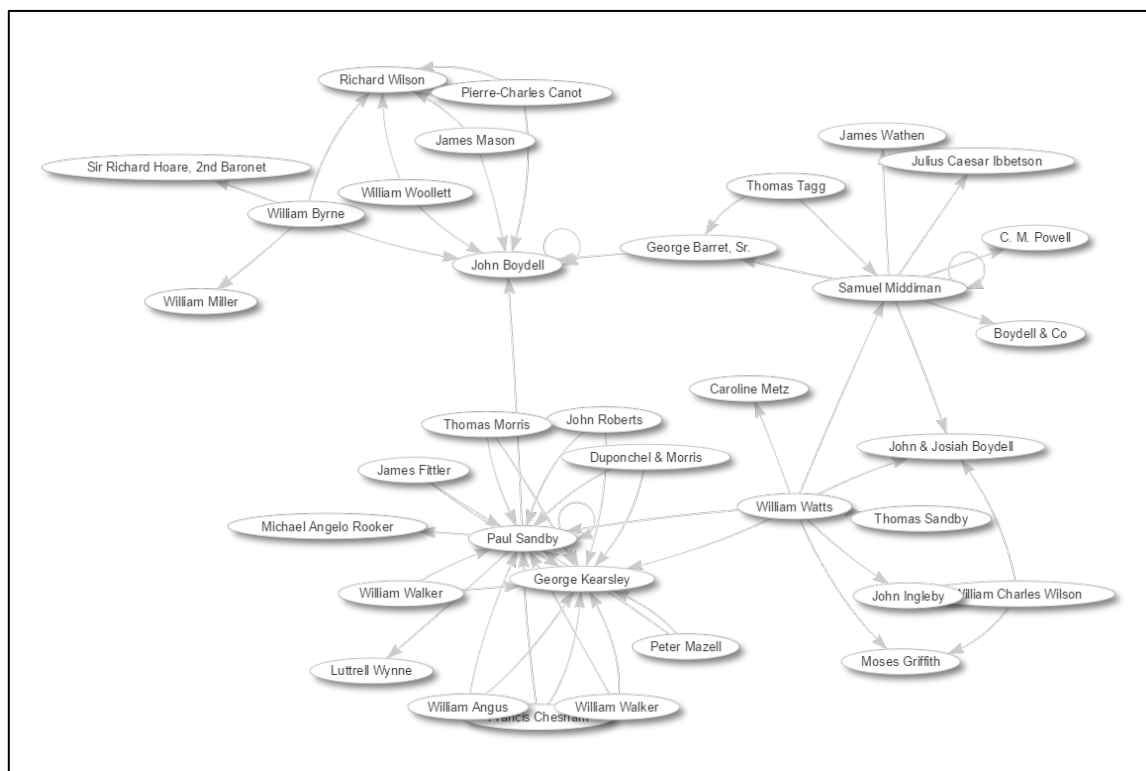 Richard Wilson
Pierre-Charles Canot
James Mason
James Wathen
Julius Caesar Ibbetson
Sir Richard Hoare, 2nd Baronet
Thomas Tagg
William Woollett
William Byrne
C. M. Powell
George Barret, Sr.
John Boydell
Samuel Middiman
William Miller
Boydell & Co
Caroline Metz
Thomas Morris
John Roberts
John & Josiah Boydell
Duponchel & Morris
James Fittler
William Watts
Thomas Sandby
Michael Angelo Rooker
Paul Sandby
George Kearsley
William Walker
John Ingleby
William Charles Wilson
Peter Mazell
Moses Griffith
Luttrell Wynne
William Angus
Francis Chesham
William Walker